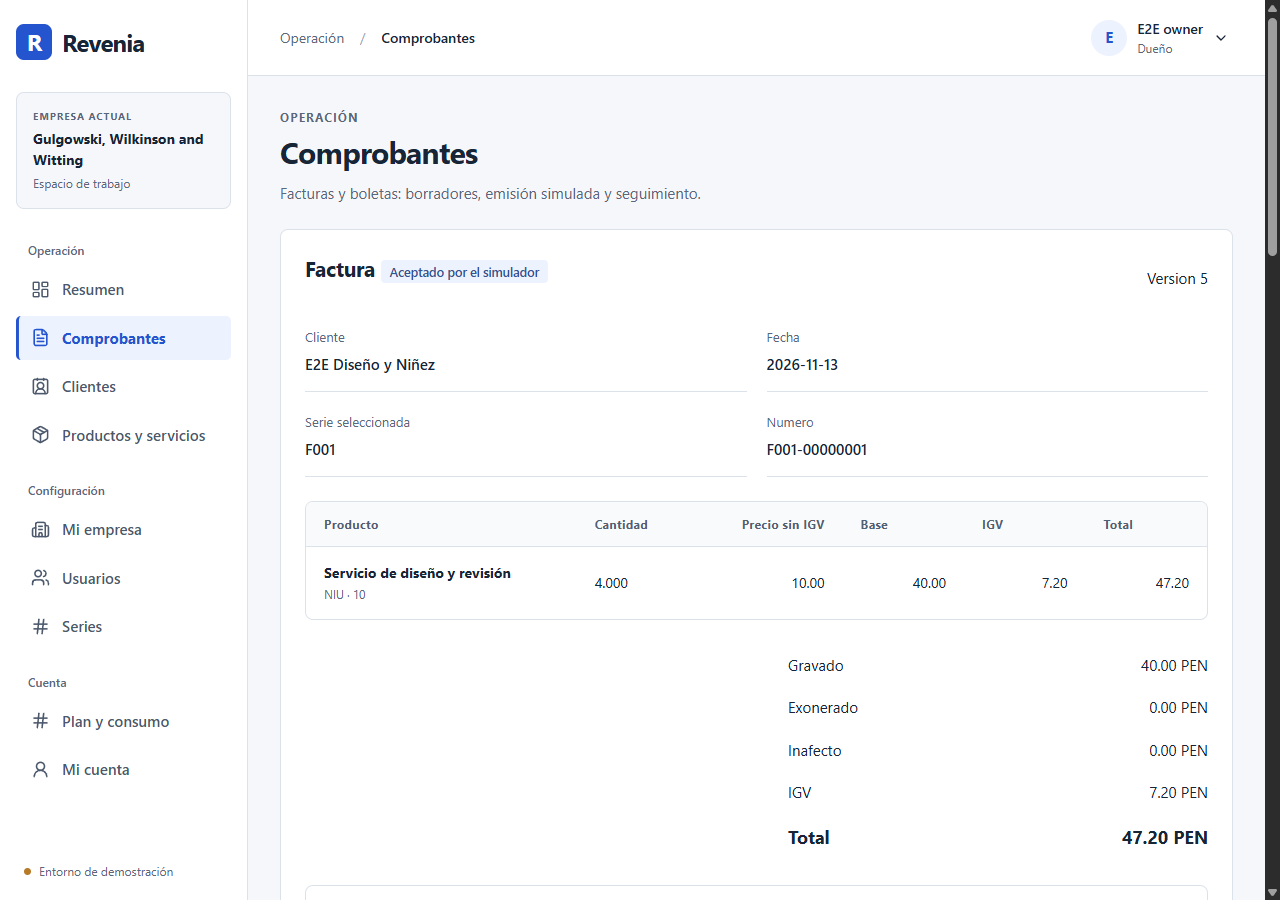 R Revenia
EMPRESA ACTUAL
Gulgowski, Wilkinson and
Witting
Espacio de trabajo
Operación
Resumen
Comprobantes
Clientes
Productos y servicios
Configuración
Mi empresa
Usuarios
Series
Cuenta
Plan y consumo
Mi cuenta
Entorno de demostración
Operación / Comprobantes
E
E2E owner
Dueño
OPERACIÓN
Comprobantes
Facturas y boletas: borradores, emisión simulada y seguimiento.
Factura Aceptado por el simulador
Version 5
Cliente
E2E Diseño y Niñez
Fecha
2026-11-13
Serie seleccionada
F001
Numero
F001-00000001
Producto Cantidad Precio sin IGV Base IGV Total
Servicio de diseño y revisión
NIU · 10
4.000 10.00 40.00 7.20 47.20
Gravado 40.00 PEN
Exonerado 0.00 PEN
Inafecto 0.00 PEN
IGV 7.20 PEN
Total 47.20 PEN